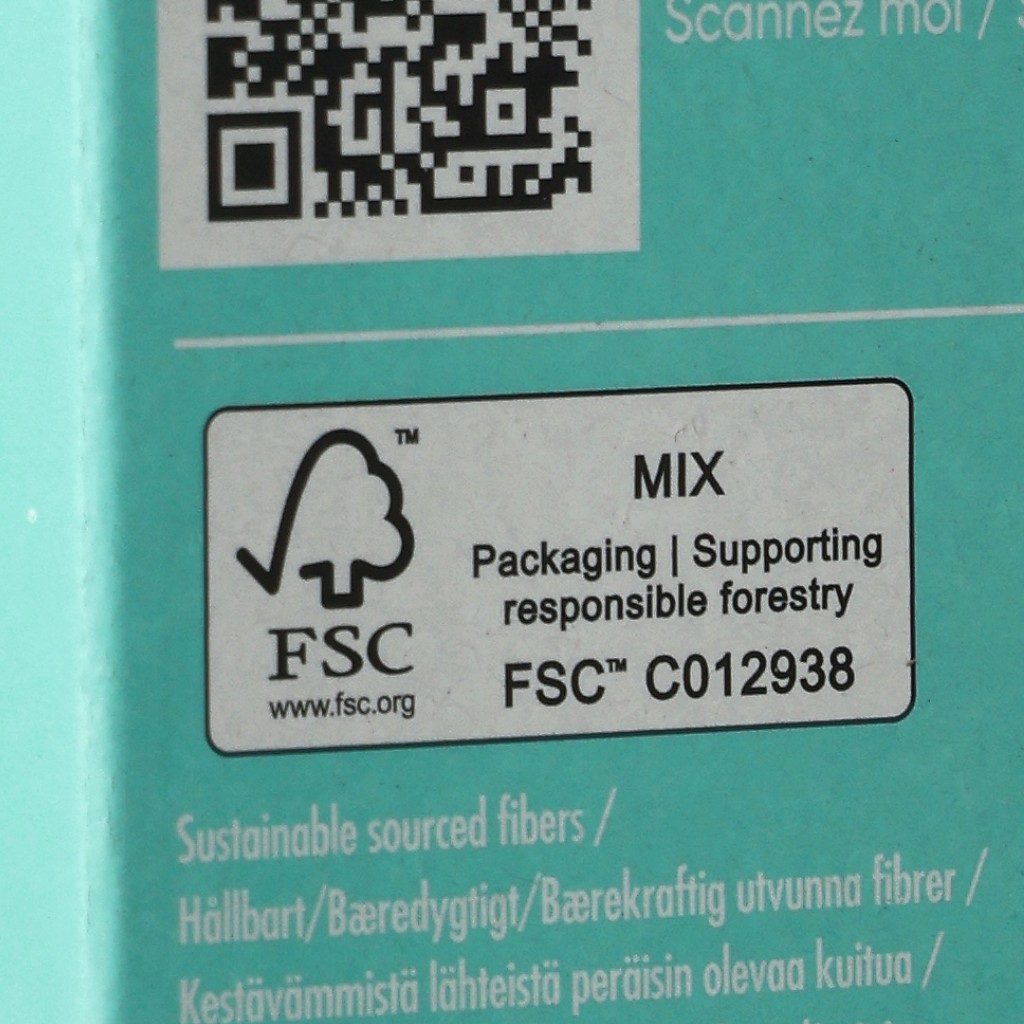 Scannez moi /
TM
MIX
Packaging | Supporting
responsible forestry
FSC™ C012938
FSC
www.fsc.org
Sustainable sourced fibers /
Hållbart/Bæredygtigt/Bærekraftig utvunna fibrer /
Kestävämmistä lähteistä peräisin olevaa kuitua /